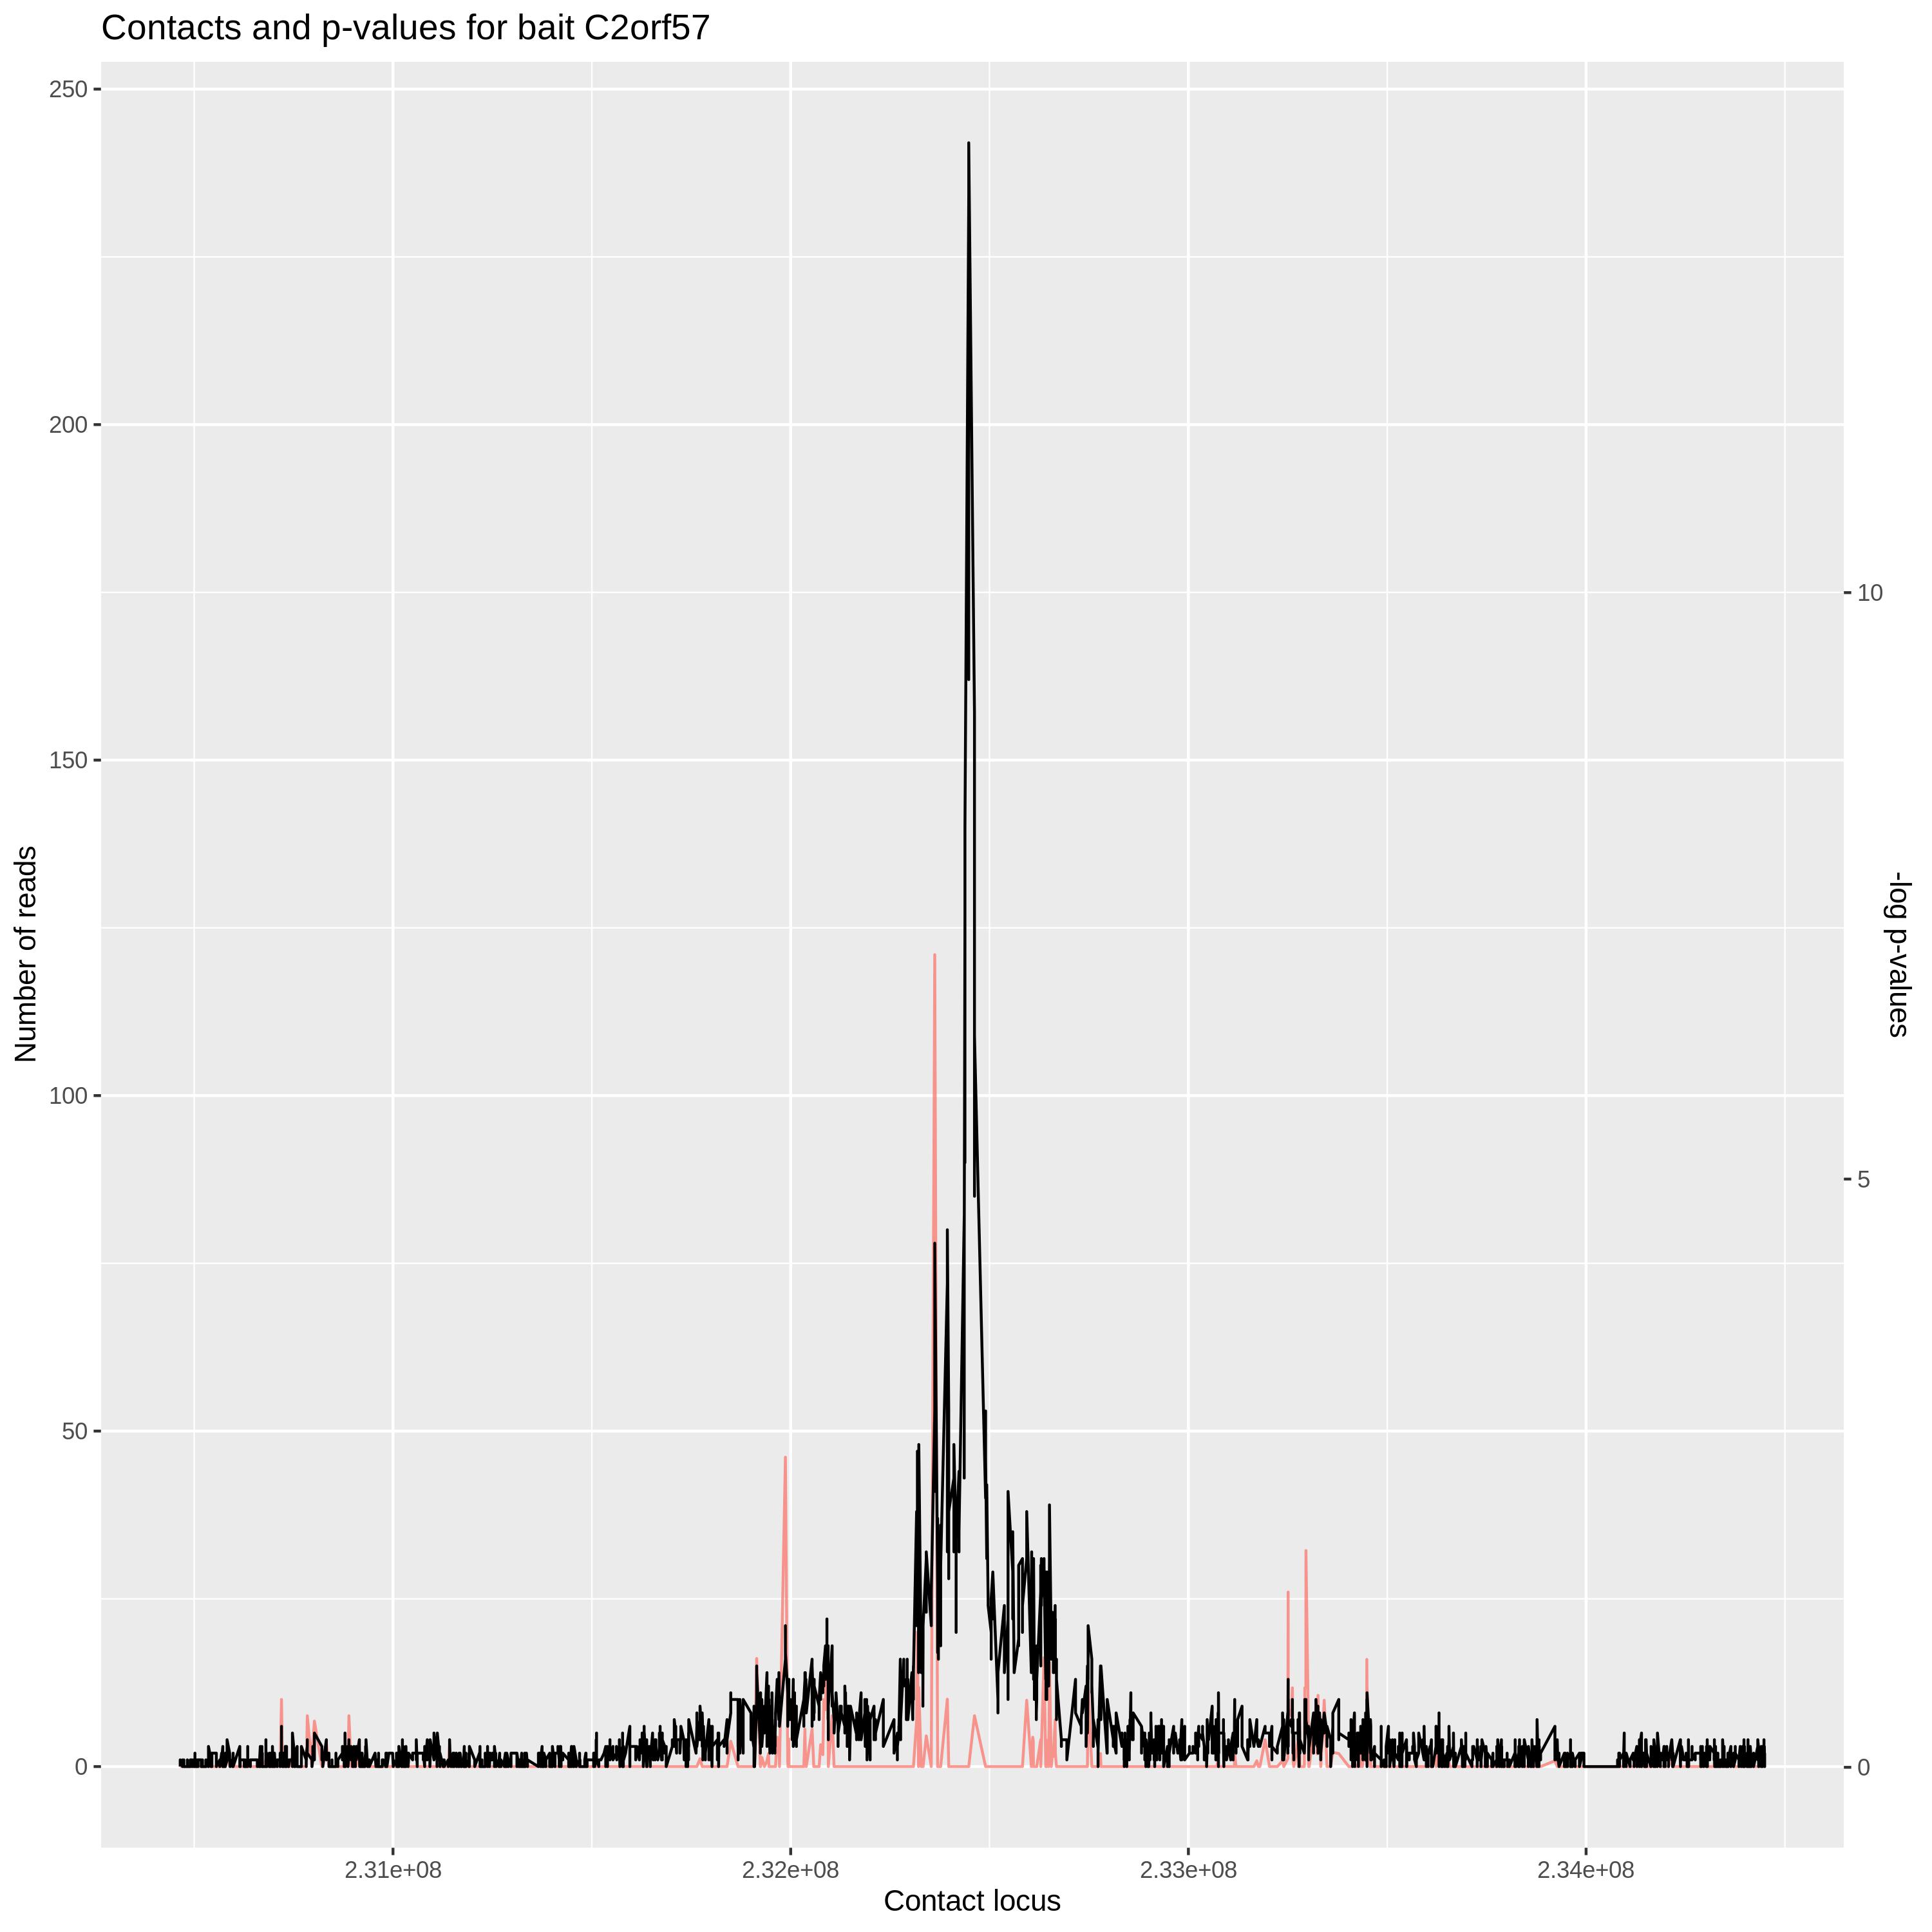 Contacts and p-values for bait C2orf57
250
200
150
100
50
0
Number of reads
10
5
0
-log p-values
2.31e+08 2.32e+08 2.33e+08 2.34e+08
Contact locus